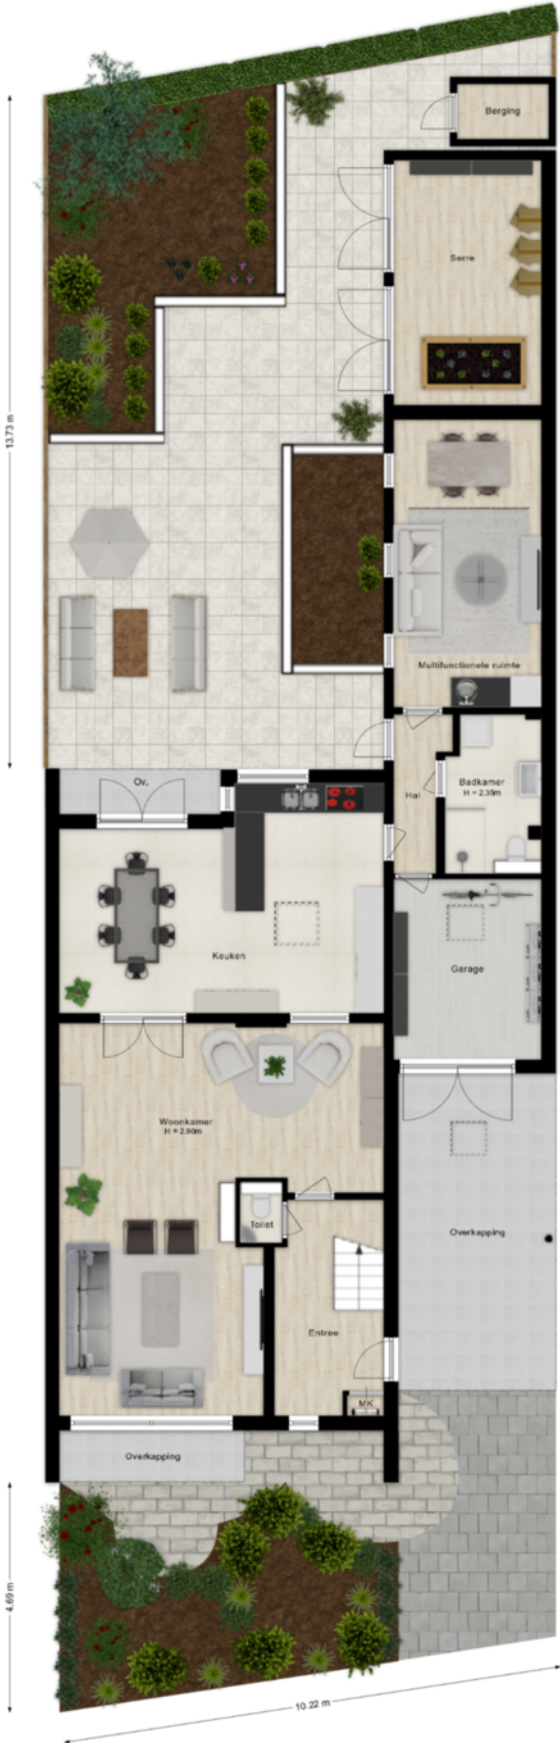 Berging
Serre
13.73 m
Multifunctionele ruimte
Ov.
Hal
Badkamer
H = 2.35m
Keuken
Garage
Woonkamer
H = 2.90m
Toilet
Overkapping
Entree
MK
Overkapping
4.69 m
10.22 m